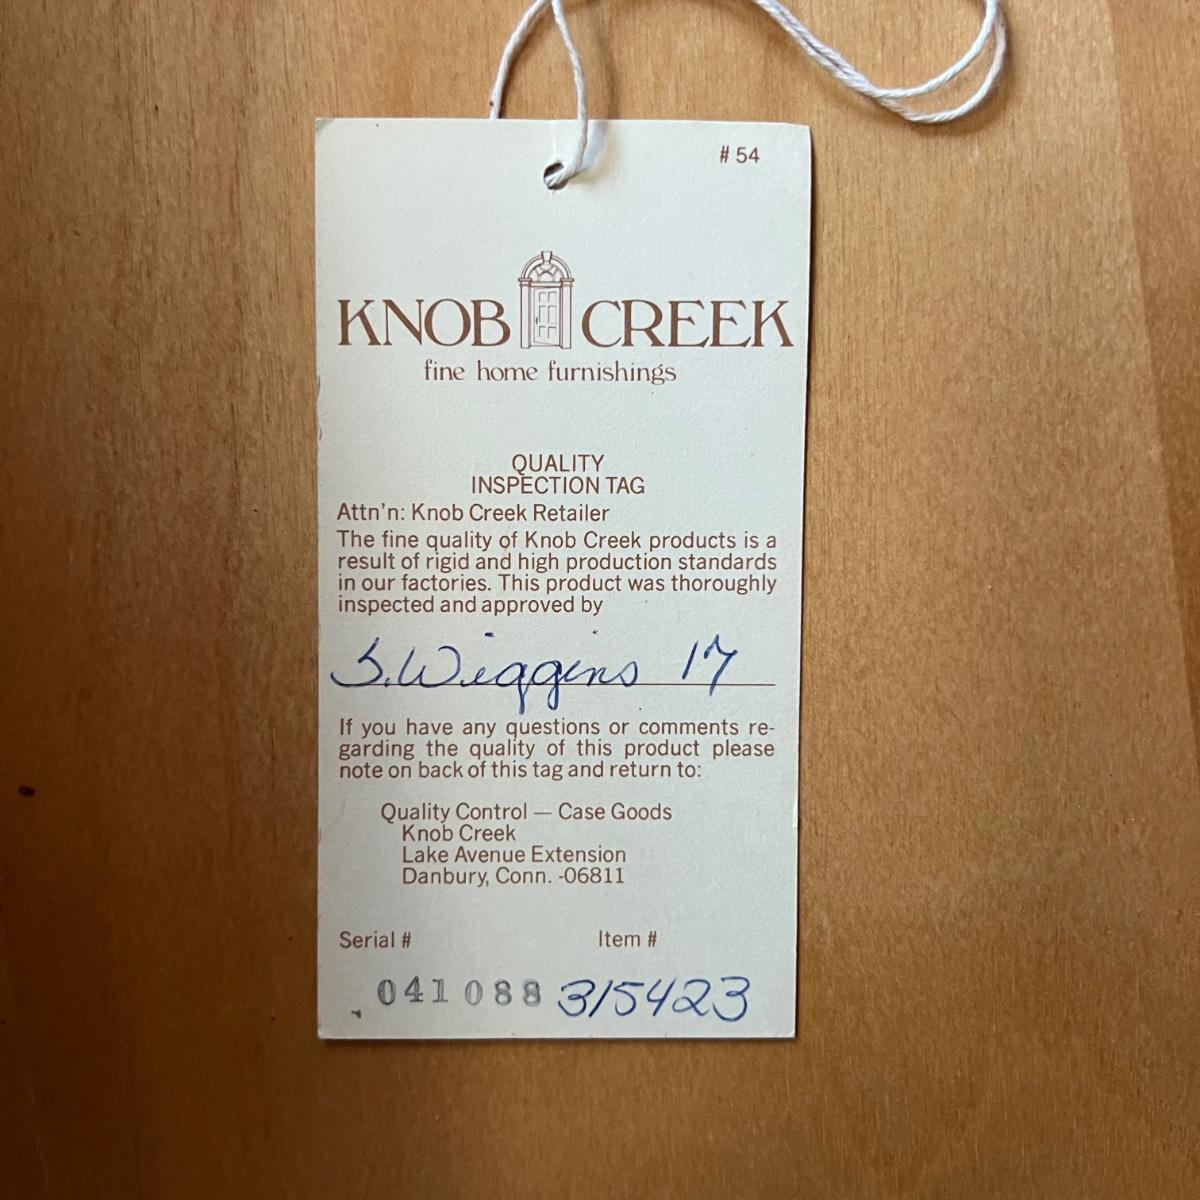 # 54
KNOB CREEK
fine home furnishings
QUALITY
INSPECTION TAG
Attn'n: Knob Creek Retailer
The fine quality of Knob Creek products is a
result of rigid and high production standards
in our factories. This product was thoroughly
inspected and approved by
S. Wiggins 17
If you have any questions or comments re-
garding the quality of this product please
note on back of this tag and return to:
Quality Control — Case Goods
Knob Creek
Lake Avenue Extension
Danbury, Conn. -06811
Serial # Item #
041088 315423